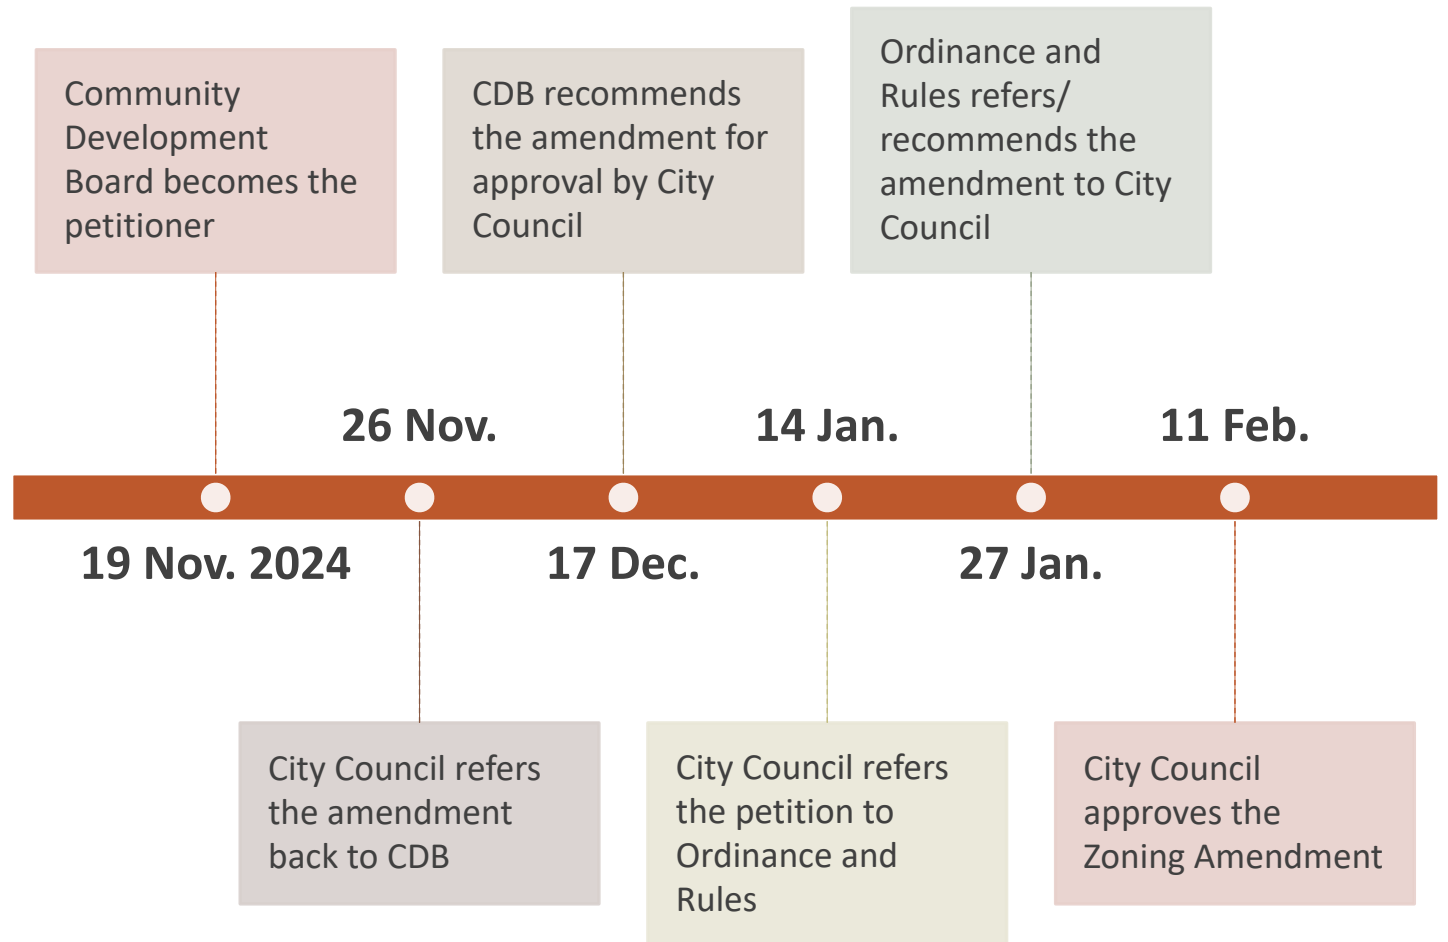 Community
Development
Board becomes the
petitioner
CDB recommends
the amendment for
approval by City
Council
Ordinance and
Rules refers/
recommends the
amendment to City
Council
26 Nov.
14 Jan.
11 Feb.
19 Nov. 2024
17 Dec.
27 Jan.
City Council refers
the amendment
back to CDB
City Council refers
the petition to
Ordinance and
Rules
City Council
approves the
Zoning Amendment